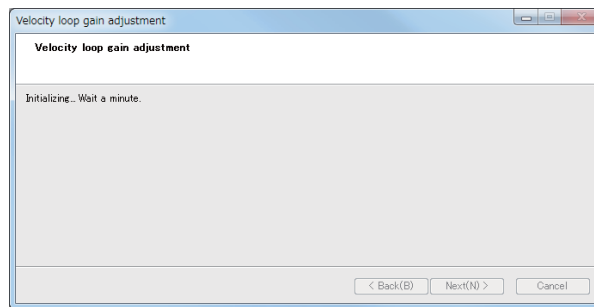 Velocity loop gain adjustment
Velocity loop gain adjustment
Initializing... Wait a minute.
< Back(B) Next(N) > Cancel